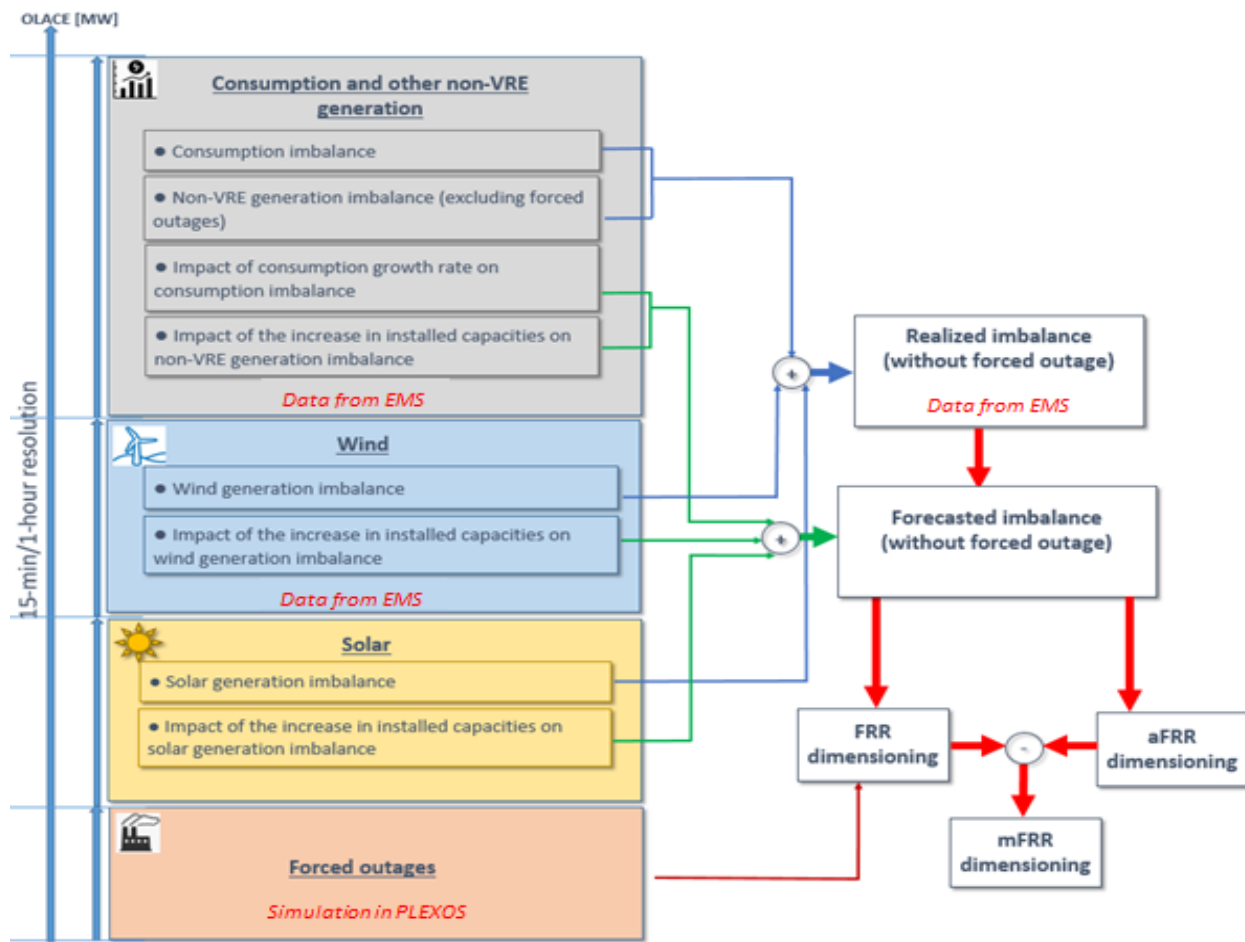 OLACE [MW]
15-min/1-hour resolution
Consumption and other non-VRE
generation
● Consumption imbalance
● Non-VRE generation imbalance (excluding forced
outages)
● Impact of consumption growth rate on
consumption imbalance
● Impact of the increase in installed capacities on
non-VRE generation imbalance
Data from EMS
Wind
● Wind generation imbalance
● Impact of the increase in installed capacities on
wind generation imbalance
Data from EMS
Solar
● Solar generation imbalance
● Impact of the increase in installed capacities on
solar generation imbalance
Forced outages
Simulation in PLEXOS
+
+
Realized imbalance
(without forced outage)
Data from EMS
Forecasted imbalance
(without forced outage)
FRR
dimensioning
-
aFRR
dimensioning
mFRR
dimensioning